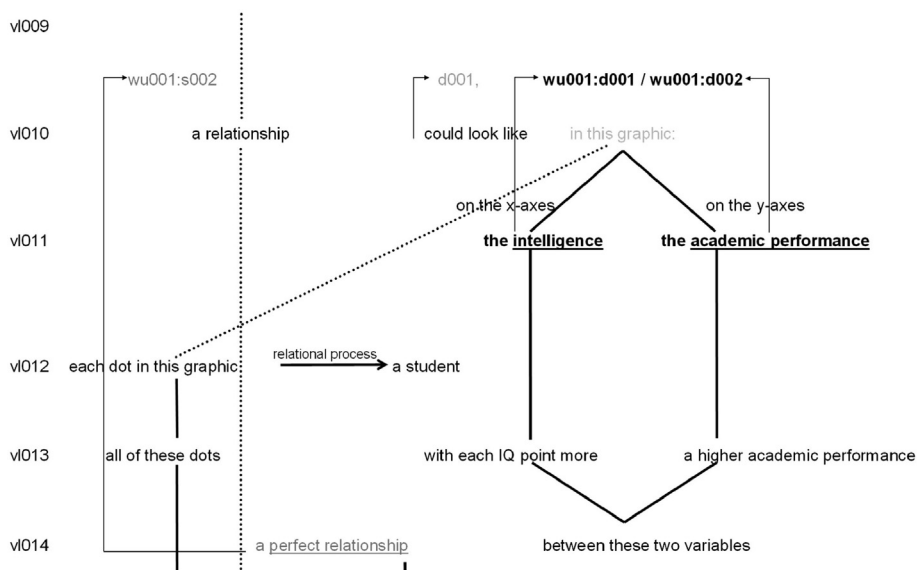 vl009
wu001:s002 d001, wu001:d001 / wu001:d002
vl010 a relationship could look like in this graphic:
on the x-axes on the y-axes
vl011 the intelligence the academic performance
relational process
vl012 each dot in this graphic a student
vl013 all of these dots with each IQ point more a higher academic performance
vl014 a perfect relationship between these two variables